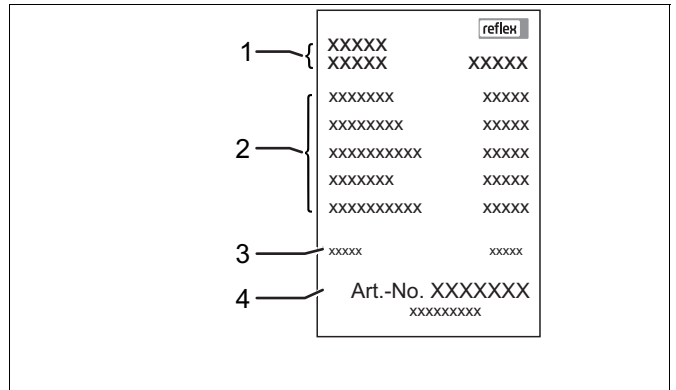 reflex
1
XXXXX
XXXXX XXXXX
2
xxxxxxx xxxxx
xxxxxxxx xxxxx
xxxxxxxxxx xxxxx
xxxxxxx xxxxx
xxxxxxxxxx xxxxx
3
xxxxx xxxxx
4
Art.-No. XXXXXXX
xxxxxxxxx